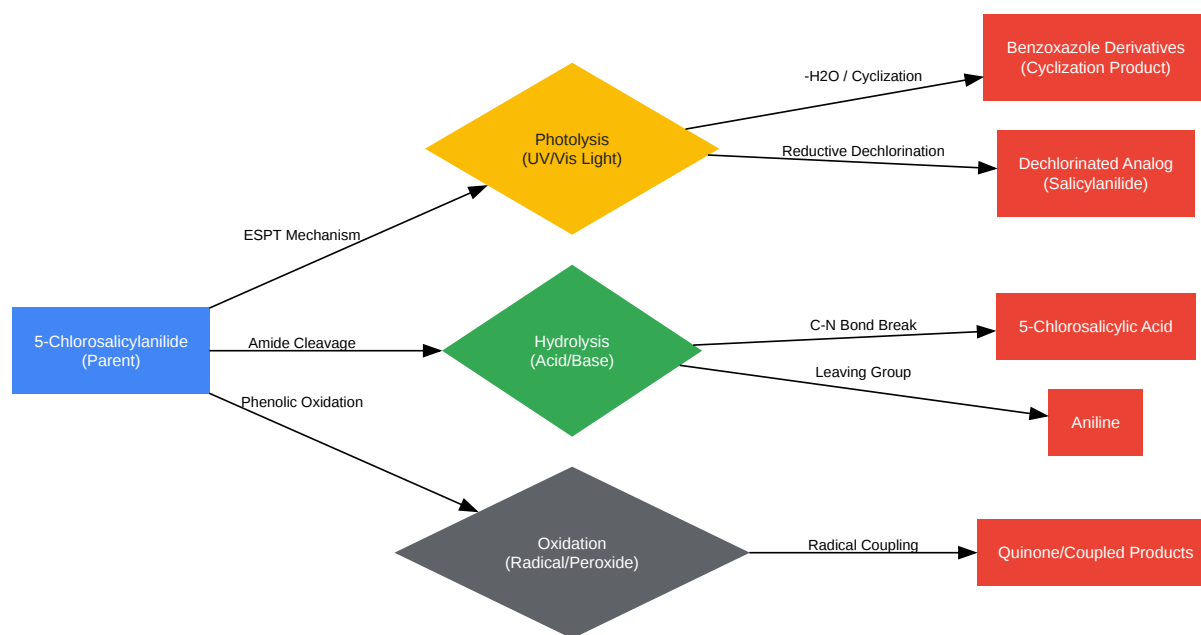 5-Chlorosalicylanilide
(Parent)
ESPT Mechanism
Amide Cleavage
Phenolic Oxidation
Photolysis
(UV/Vis Light)
Hydrolysis
(Acid/Base)
Oxidation
(Radical/Peroxide)
-H2O / Cyclization
Reductive Dechlorination
C-N Bond Break
Leaving Group
Radical Coupling
Benzoxazole Derivatives
(Cyclization Product)
Dechlorinated Analog
(Salicylanilide)
5-Chlorosalicylic Acid
Aniline
Quinone/Coupled Products